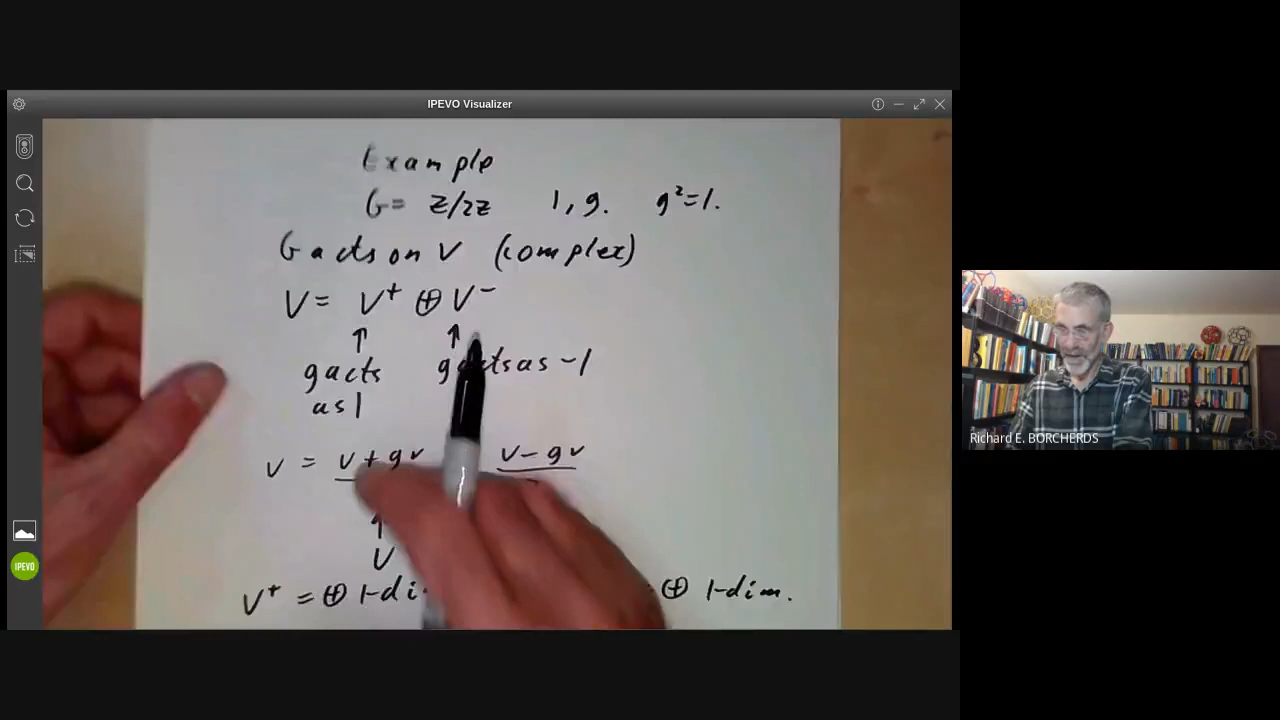 IPEVO Visualizer
Example
G = Z/2Z 1, g. g²=1.
G acts on V (complex)
V = V⁺ ⊕ V⁻
↑ ↑
g acts g acts as -1
as 1
v = v + gv v - gv
↑
V
V⁺ = ⊕ 1-di ⊕ 1-dim.
IPEVO
Richard E. BORCHERDS